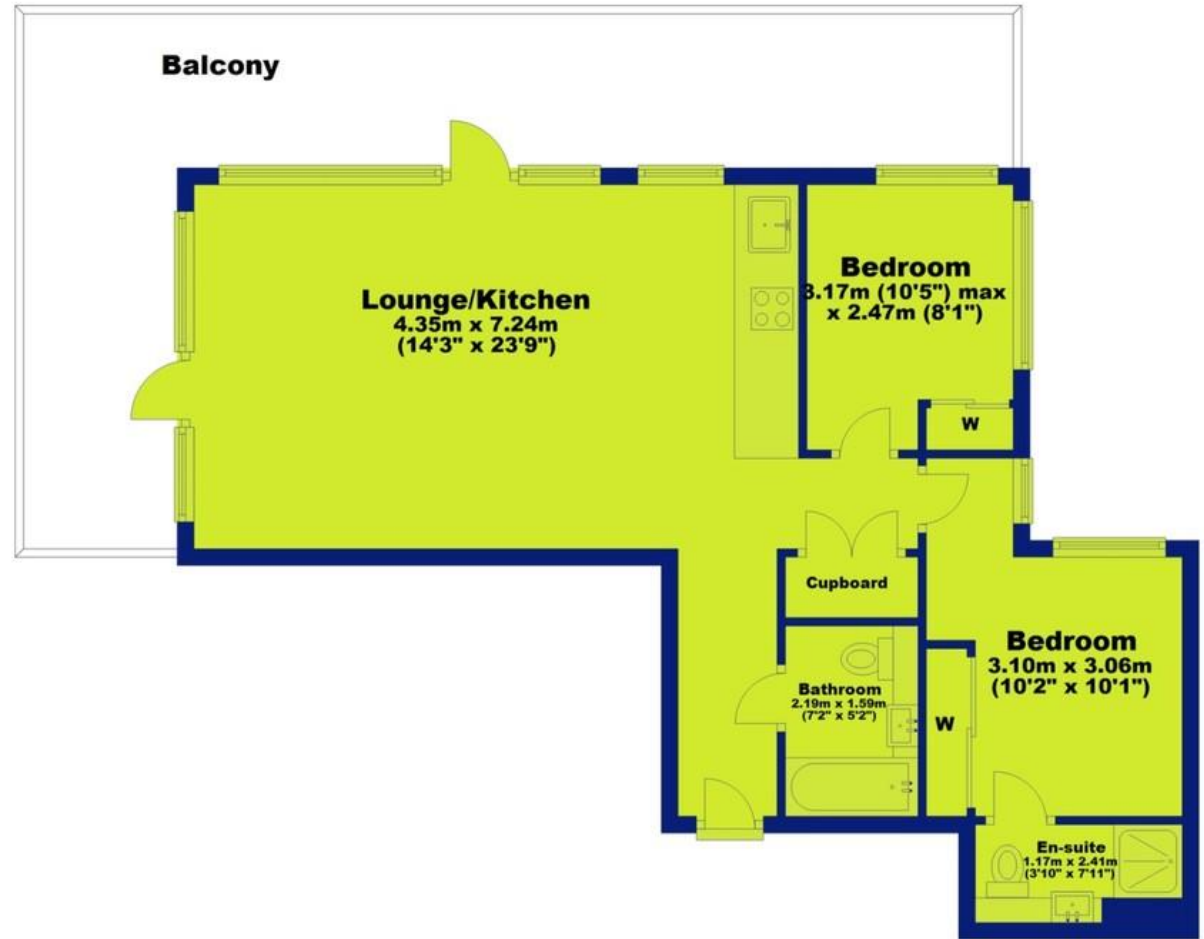 Balcony
Lounge/Kitchen
4.35m x 7.24m
(14'3" x 23'9")
Bedroom
3.17m (10'5") max
x 2.47m (8'1")
W
Cupboard
Bedroom
3.10m x 3.06m
(10'2" x 10'1")
Bathroom
2.19m x 1.59m
(7'2" x 5'2")
W
En-suite
1.17m x 2.41m
(3'10" x 7'11")